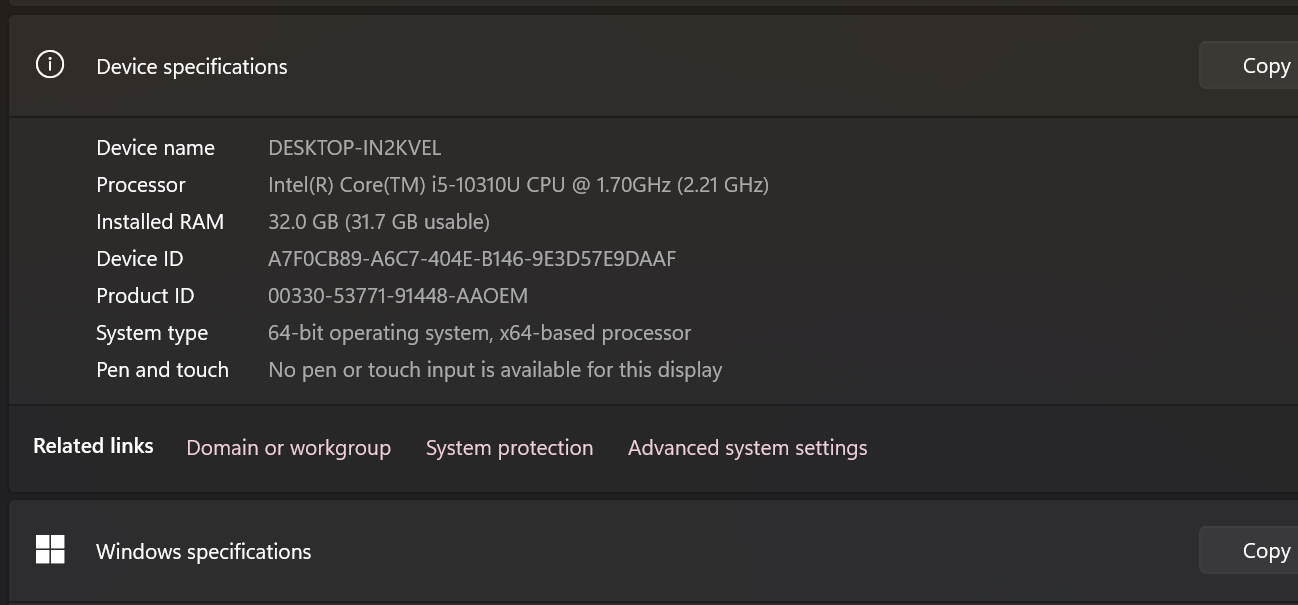 Device specifications Copy
Device name DESKTOP-IN2KVEL
Processor Intel(R) Core(TM) i5-10310U CPU @ 1.70GHz (2.21 GHz)
Installed RAM 32.0 GB (31.7 GB usable)
Device ID A7F0CB89-A6C7-404E-B146-9E3D57E9DAAF
Product ID 00330-53771-91448-AAOEM
System type 64-bit operating system, x64-based processor
Pen and touch No pen or touch input is available for this display
Related links Domain or workgroup System protection Advanced system settings
Windows specifications Copy